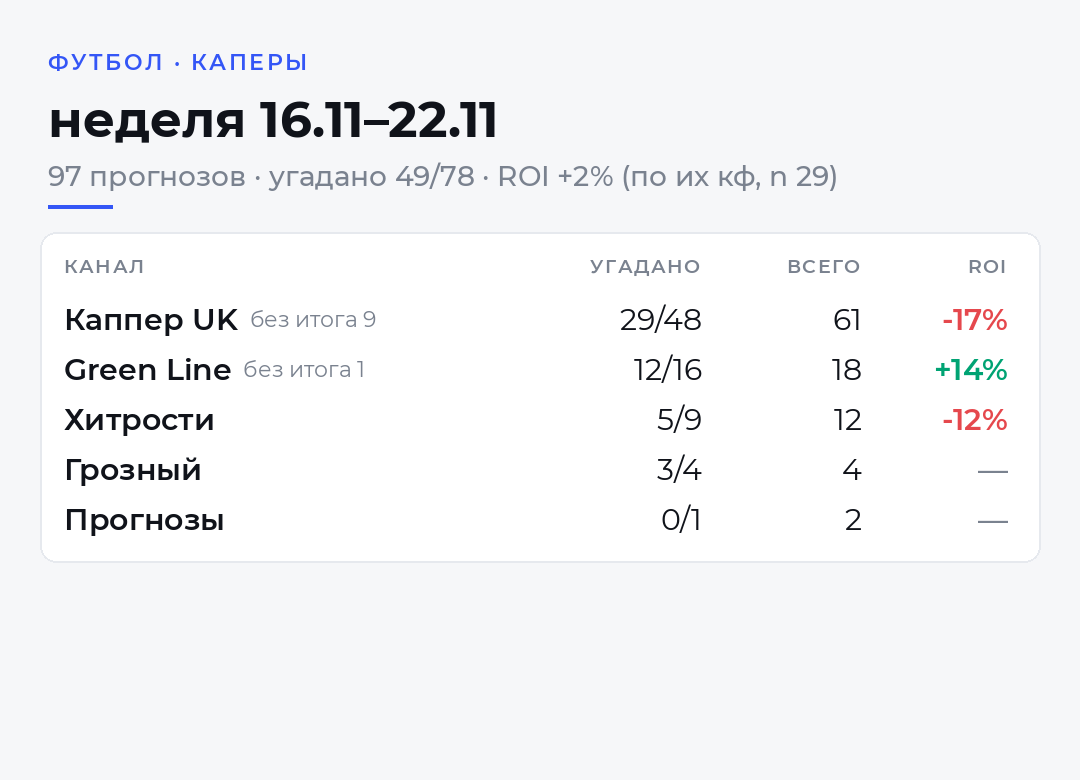 ФУТБОЛ · КАПЕРЫ
неделя 16.11–22.11
97 прогнозов · угадано 49/78 · ROI +2% (по их кф, n 29)
КАНАЛ УГАДАНО ВСЕГО ROI
Каппер UK без итога 9 29/48 61 -17%
Green Line без итога 1 12/16 18 +14%
Хитрости 5/9 12 -12%
Грозный 3/4 4 —
Прогнозы 0/1 2 —